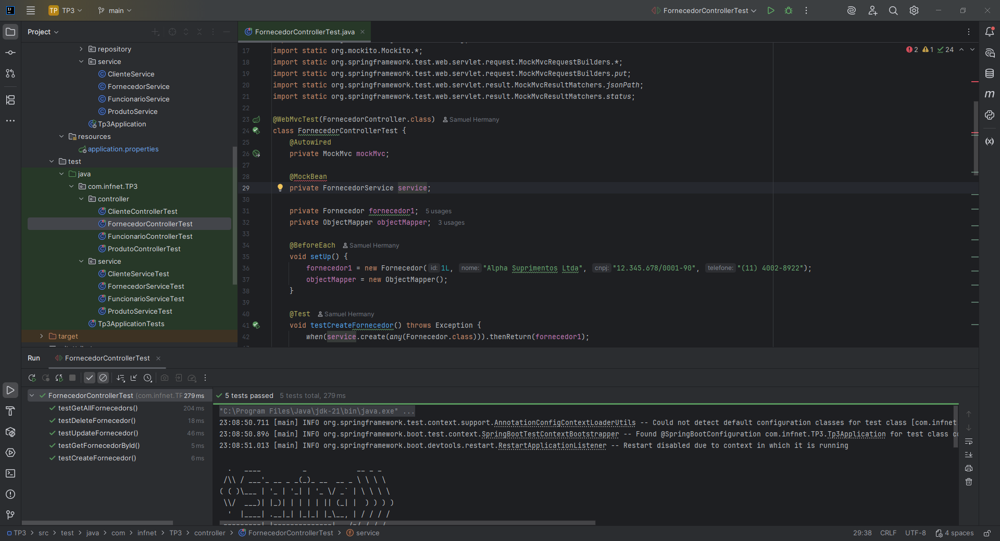 TP TP3 main FornecedorControllerTest
Project
FornecedorControllerTest.java
repository
service
ClienteService
FornecedorService
FuncionarioService
ProdutoService
Tp3Application
resources
application.properties
test
java
com.infnet.TP3
controller
ClienteControllerTest
FornecedorControllerTest
FuncionarioControllerTest
ProdutoControllerTest
service
ClienteServiceTest
FornecedorServiceTest
FuncionarioServiceTest
ProdutoServiceTest
Tp3ApplicationTests
target
2 1 24
17 import static org.mockito.Mockito.*;
18 import static org.springframework.test.web.servlet.request.MockMvcRequestBuilders.*;
19 import static org.springframework.test.web.servlet.request.MockMvcRequestBuilders.put;
20 import static org.springframework.test.web.servlet.result.MockMvcResultMatchers.jsonPath;
21 import static org.springframework.test.web.servlet.result.MockMvcResultMatchers.status;
22
23 @WebMvcTest(FornecedorController.class) Samuel Hermany
24 class FornecedorControllerTest {
25 @Autowired
26 private MockMvc mockMvc;
27
28 @MockBean
29 private FornecedorService service;
30
31 private Fornecedor fornecedor1; 5 usages
32 private ObjectMapper objectMapper; 3 usages
33
34 @BeforeEach Samuel Hermany
35 void setUp() {
36 fornecedor1 = new Fornecedor( id: 1L, nome: "Alpha Suprimentos Ltda", cnpj: "12.345.678/0001-90", telefone: "(11) 4002-8922");
37 objectMapper = new ObjectMapper();
38 }
39
40 @Test Samuel Hermany
41 void testCreateFornecedor() throws Exception {
42 when(service.create(any(Fornecedor.class))).thenReturn(fornecedor1);
Run FornecedorControllerTest
FornecedorControllerTest (com.infnet.TP 279 ms
testGetAllFornecedors() 204 ms
testDeleteFornecedor() 18 ms
testUpdateFornecedor() 46 ms
testGetFornecedorById() 5 ms
testCreateFornecedor() 6 ms
5 tests passed 5 tests total, 279 ms
"C:\Program Files\Java\jdk-21\bin\java.exe" ...
23:08:50.711 [main] INFO org.springframework.test.context.support.AnnotationConfigContextLoaderUtils -- Could not detect default configuration classes for test class [com.infnet
23:08:50.896 [main] INFO org.springframework.boot.test.context.SpringBootTestContextBootstrapper -- Found @SpringBootConfiguration com.infnet.TP3.Tp3Application for test class co
23:08:51.013 [main] INFO org.springframework.boot.devtools.restart.RestartApplicationListener -- Restart disabled due to context in which it is running
TP3 > src > test > java > com > infnet > TP3 > controller > FornecedorControllerTest > service
29:38 CRLF UTF-8 4 spaces